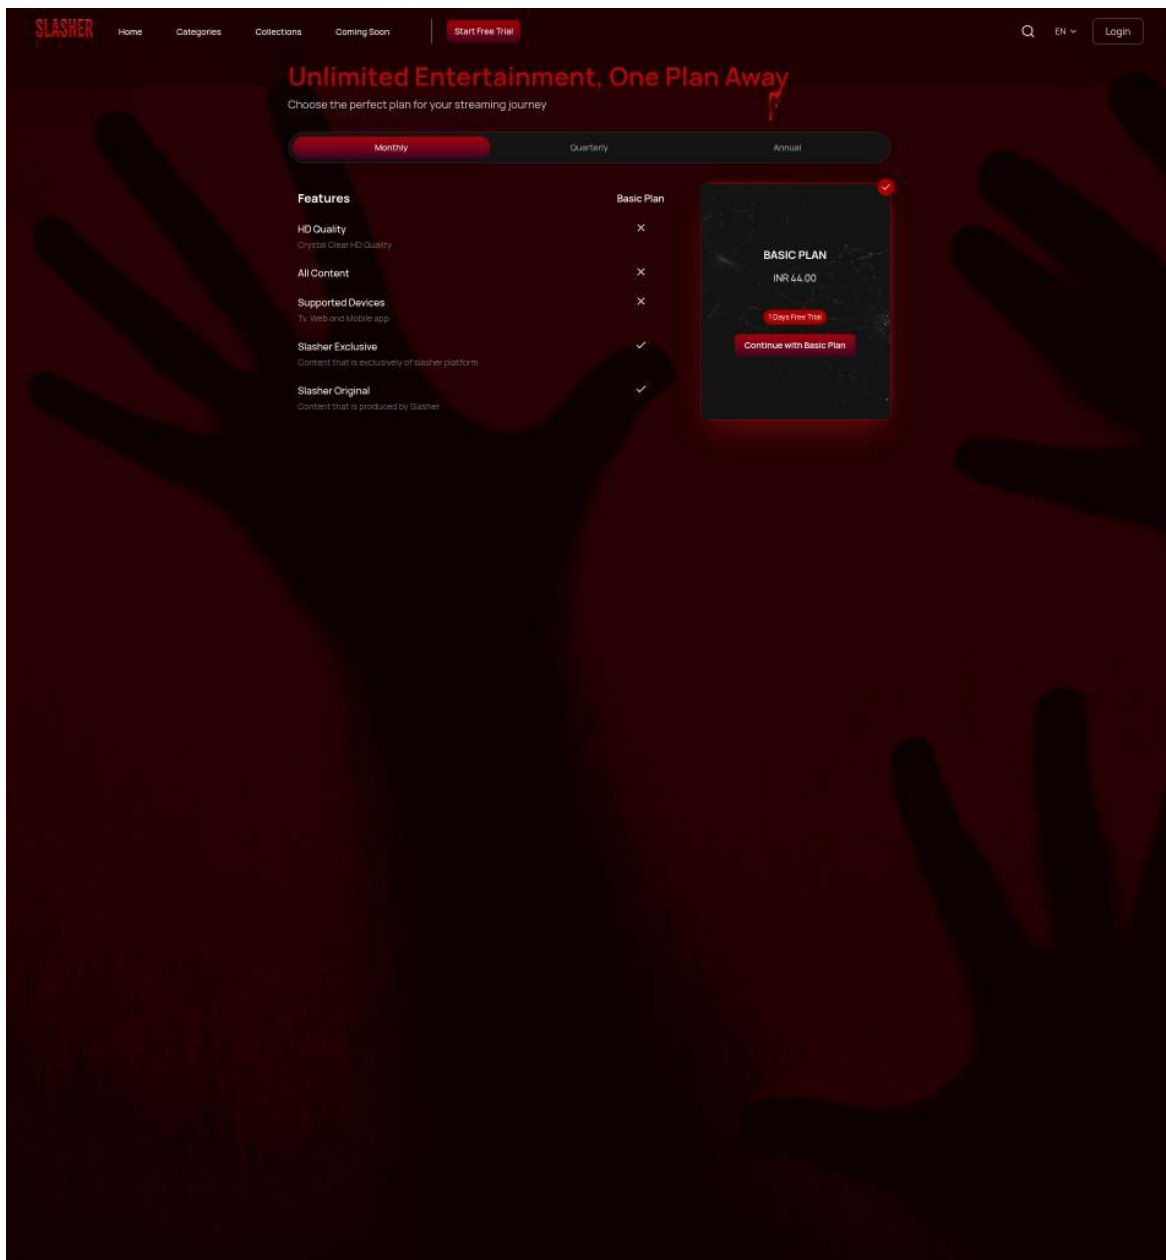 SLASHER
Home Categories Collections Coming Soon Start Free Trial EN Login
Unlimited Entertainment, One Plan Away
Choose the perfect plan for your streaming journey
Monthly Quarterly Annual
Features Basic Plan
HD Quality
Crystal Clear HD Quality
All Content
Supported Devices
Tv, Web and Mobile app
Slasher Exclusive
Content that is exclusively of slasher platform
Slasher Original
Content that is produced by Slasher
BASIC PLAN
INR 44.00
1 Days Free Trial
Continue with Basic Plan